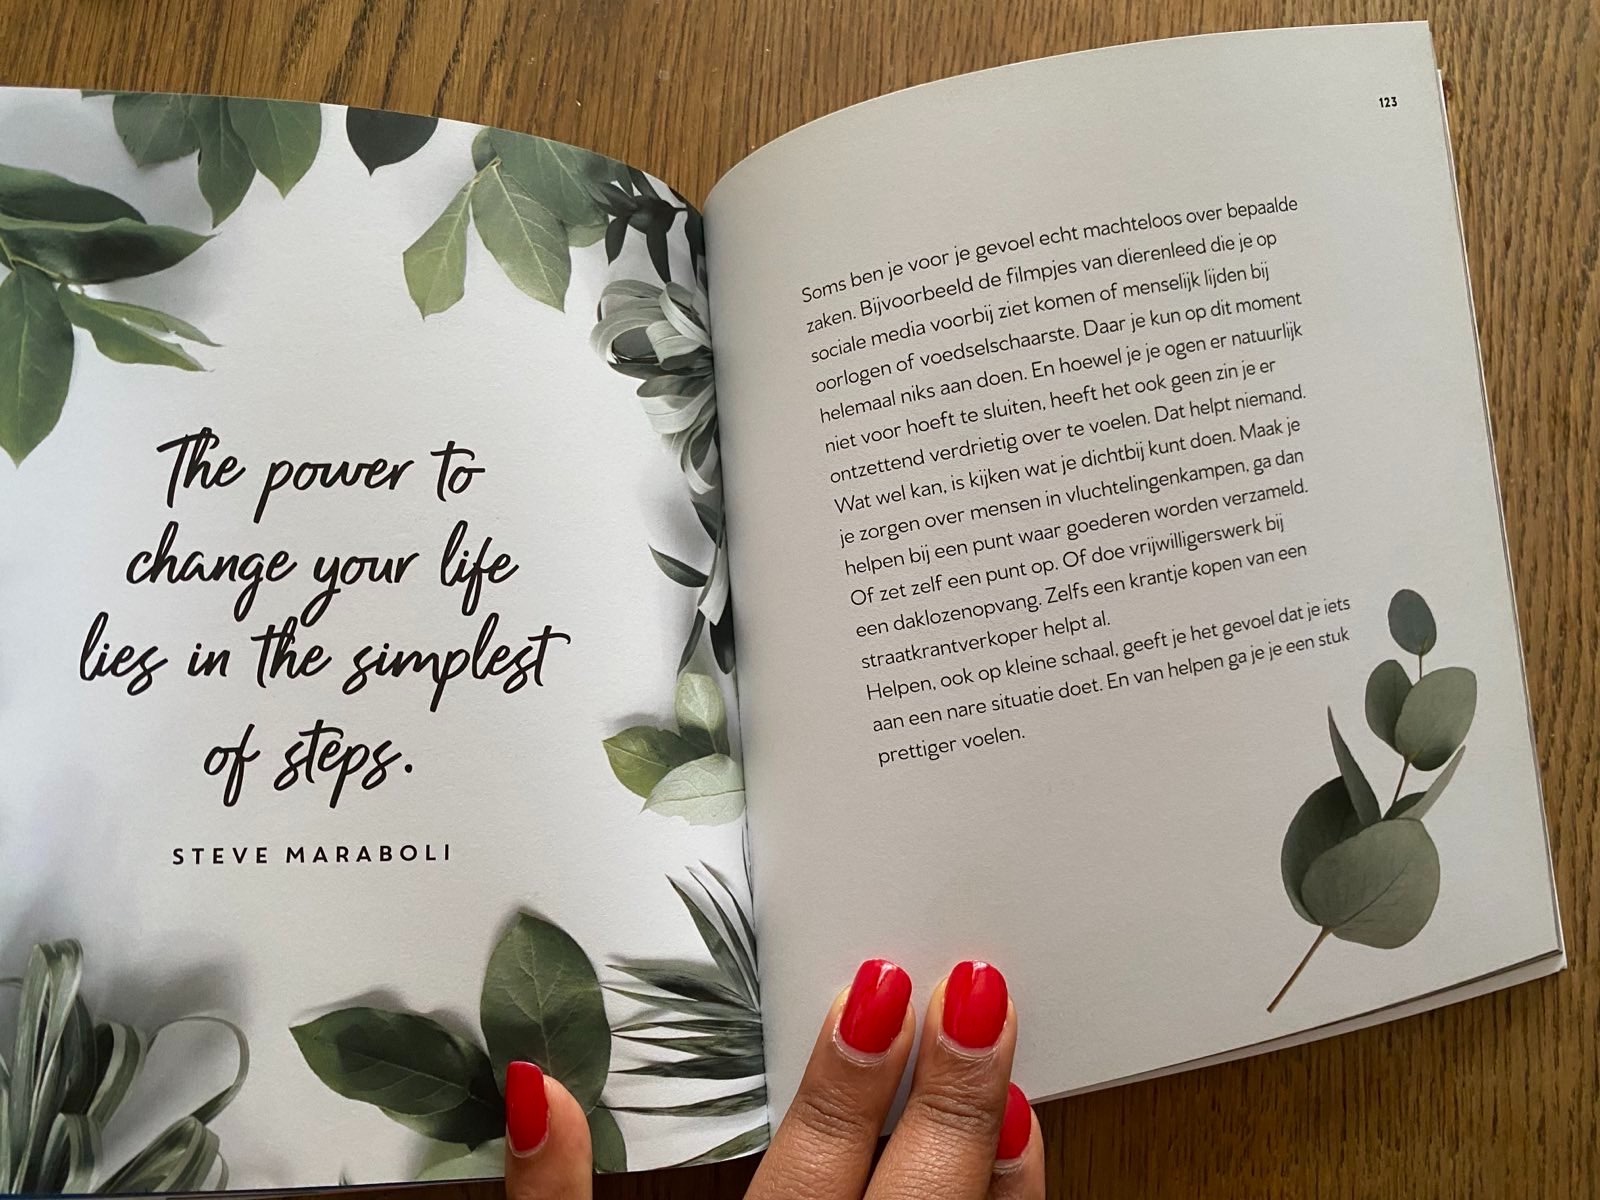 The power to
change your life
lies in the simplest
of steps.
STEVE MARABOLI
123
Soms ben je voor je gevoel echt machteloos over bepaalde
zaken. Bijvoorbeeld de filmpjes van dierenleed die je op
sociale media voorbij ziet komen of menselijk lijden bij
oorlogen of voedselschaarste. Daar je kun op dit moment
helemaal niks aan doen. En hoewel je je ogen er natuurlijk
niet voor hoeft te sluiten, heeft het ook geen zin je er
ontzettend verdrietig over te voelen. Dat helpt niemand.
Wat wel kan, is kijken wat je dichtbij kunt doen. Maak je
je zorgen over mensen in vluchtelingenkampen, ga dan
helpen bij een punt waar goederen worden verzameld.
Of zet zelf een punt op. Of doe vrijwilligerswerk bij
een daklozenopvang. Zelfs een krantje kopen van een
straatkrantverkoper helpt al.
Helpen, ook op kleine schaal, geeft je het gevoel dat je iets
aan een nare situatie doet. En van helpen ga je je een stuk
prettiger voelen.